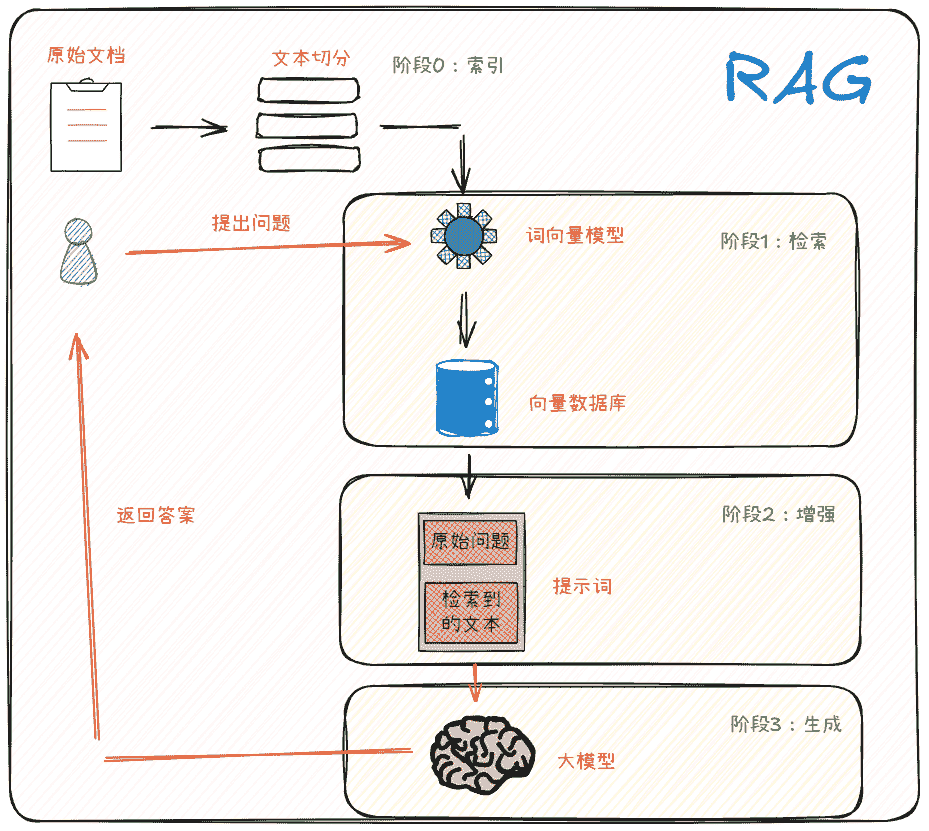 原始文档
文本切分
阶段0：索引
RAG
提出问题
词向量模型
阶段1：检索
向量数据库
返回答案
阶段2：增强
原始问题
提示词
检索到
的文本
阶段3：生成
大模型